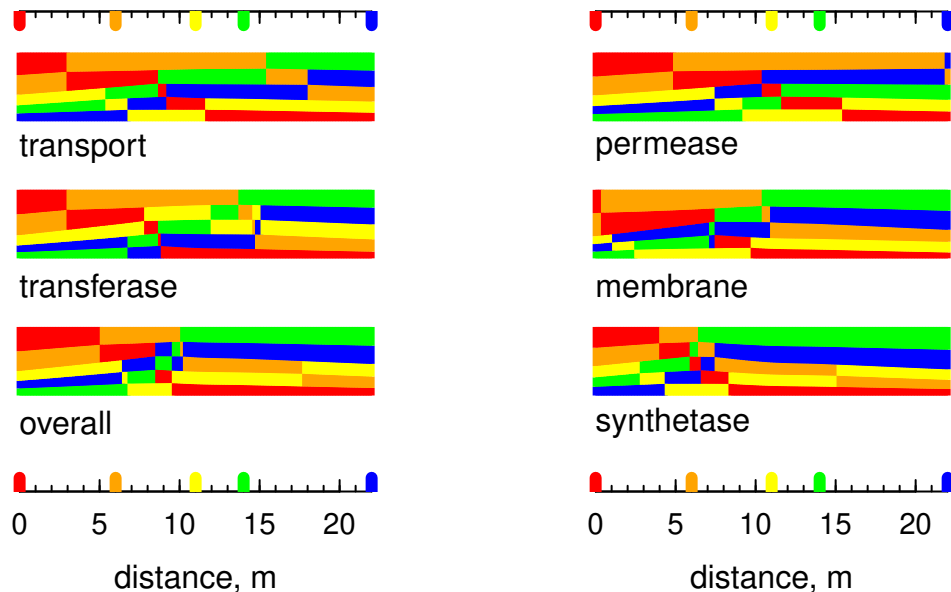 transport
permease
transferase
membrane
overall
synthetase
0 5 10 15 20
0 5 10 15 20
distance, m
distance, m